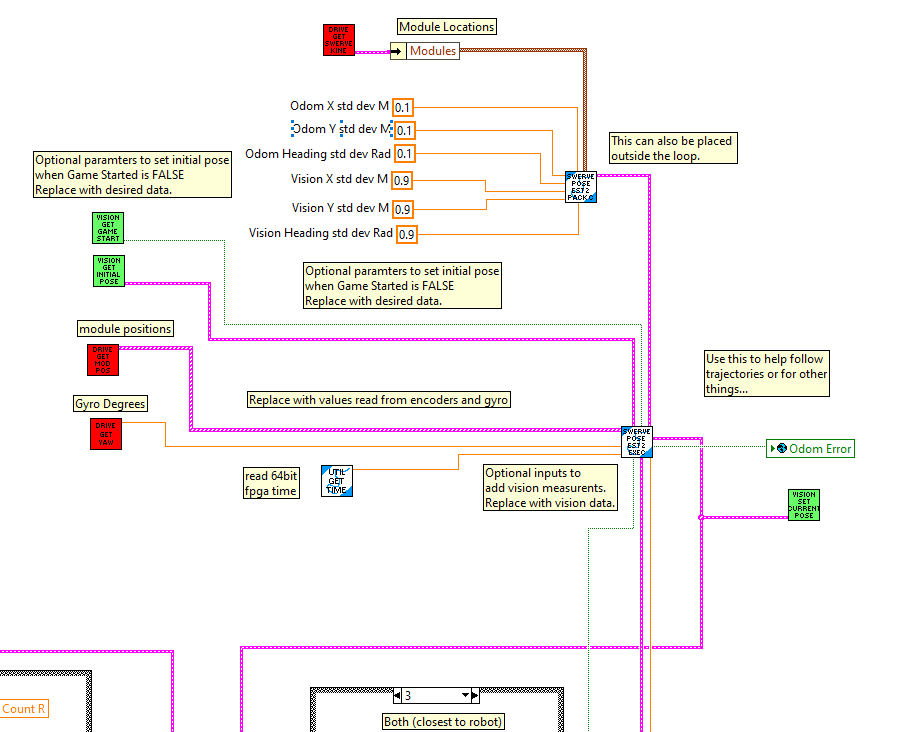 DRIVE
GET
SWERVE
KINE
Module Locations
Modules
Odom X std dev M 0.1
Odom Y std dev M 0.1
Odom Heading std dev Rad 0.1
Vision X std dev M 0.9
Vision Y std dev M 0.9
Vision Heading std dev Rad 0.9
SWERVE
POSE
EST2
PACK C
This can also be placed
outside the loop.
Optional paramters to set initial pose
when Game Started is FALSE
Replace with desired data.
VISION
GET
GAME
START
VISION
GET
INITIAL
POSE
Optional paramters to set initial pose
when Game Started is FALSE
Replace with desired data.
module positions
DRIVE
GET
MOD
POS
Gyro Degrees
DRIVE
GET
YAW
Replace with values read from encoders and gyro
Use this to help follow
trajectories or for other
things...
SWERVE
POSE
EST2
EXEC
Odom Error
read 64bit
fpga time
UTIL
GET
TIME
Optional inputs to
add vision measurents.
Replace with vision data.
VISION
SET
CURRENT
POSE
Count R
3
Both (closest to robot)